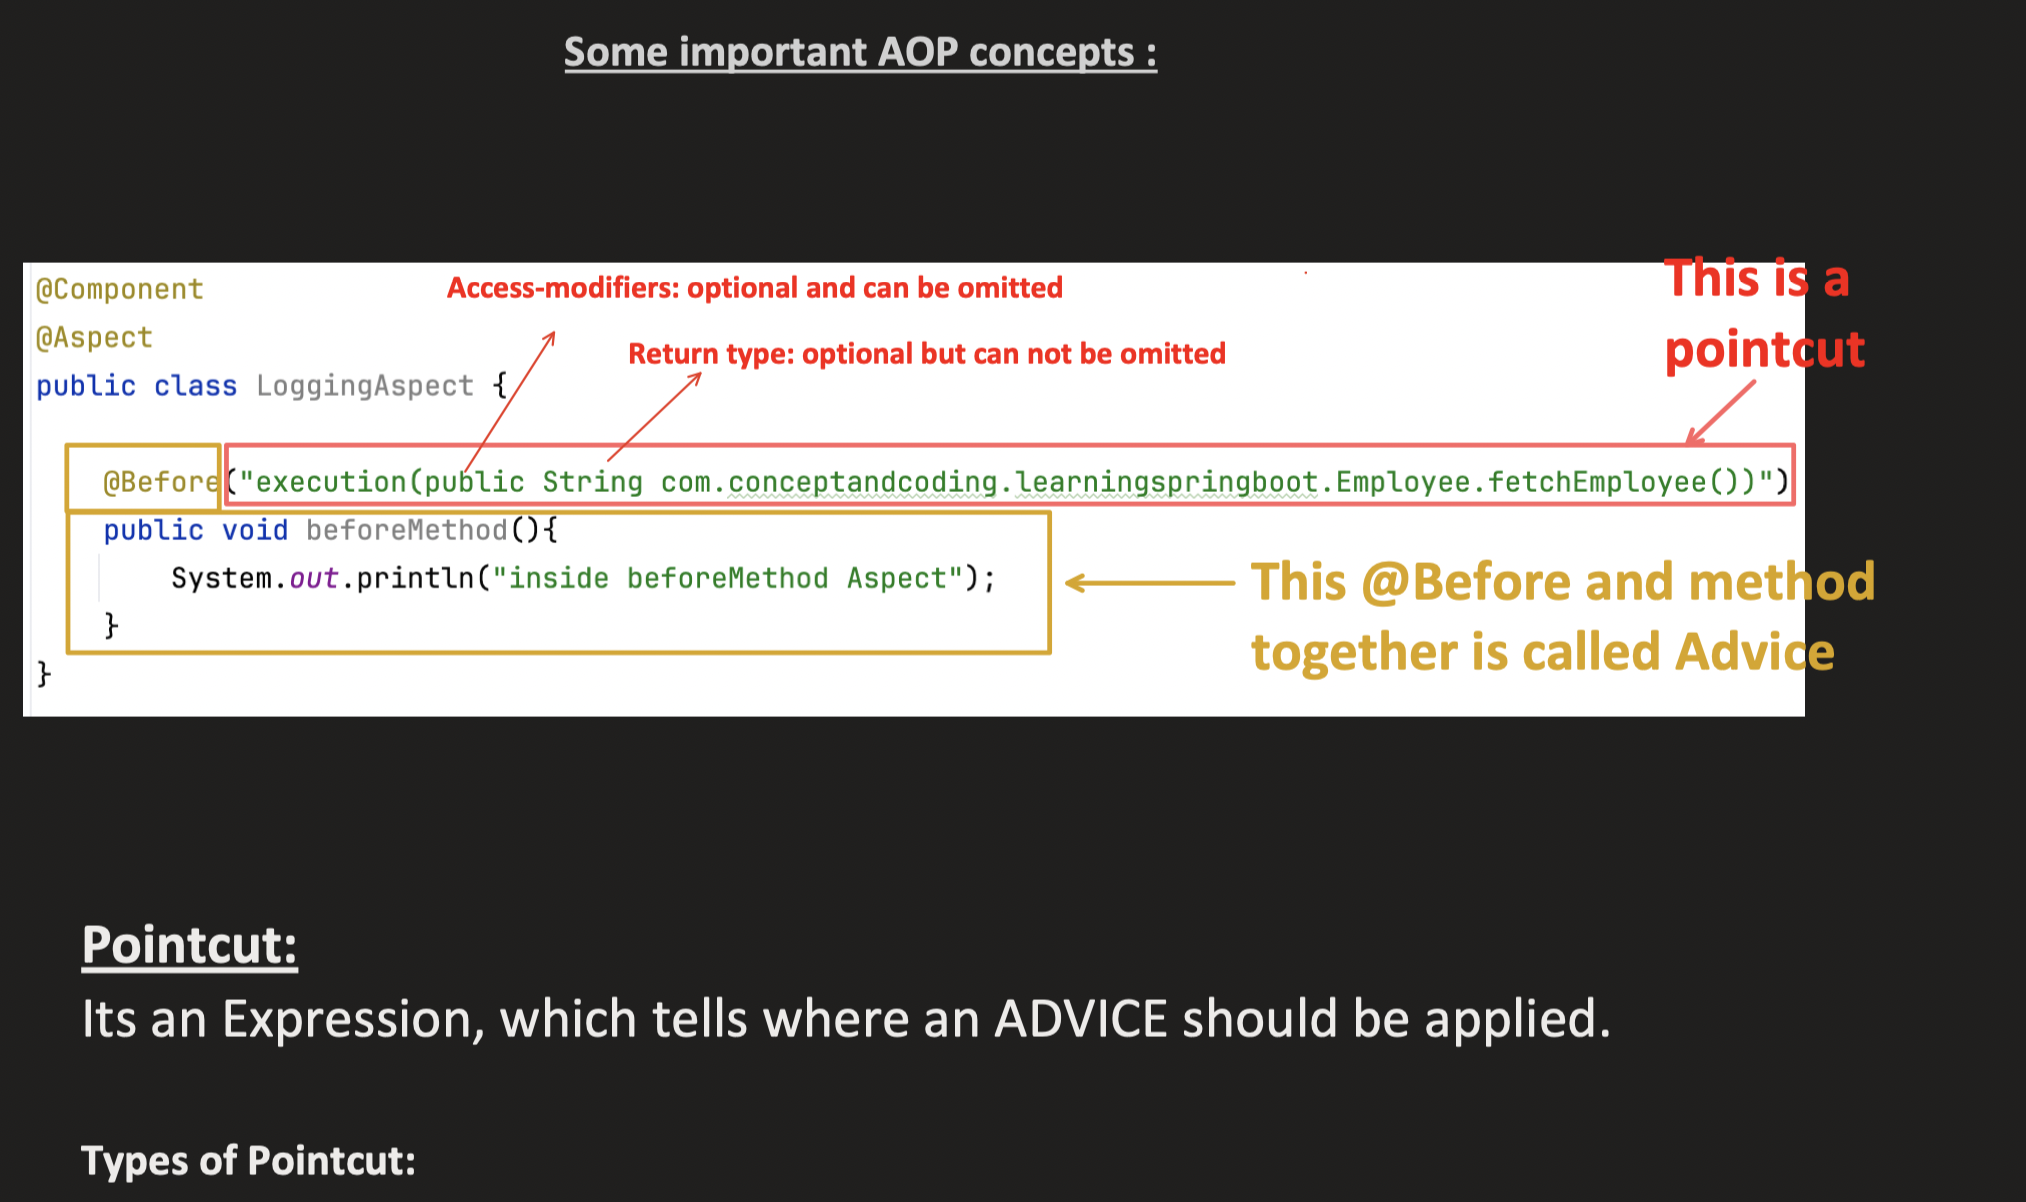 Some important AOP concepts :
@Component
Access-modifiers: optional and can be omitted
This is a
@Aspect
Return type: optional but can not be omitted
pointcut
public class LoggingAspect {
@Before("execution(public String com.conceptandcoding.learningspringboot.Employee.fetchEmployee())")
public void beforeMethod(){
System.out.println("inside beforeMethod Aspect");
}
}
This @Before and method
together is called Advice
Pointcut:
Its an Expression, which tells where an ADVICE should be applied.
Types of Pointcut: